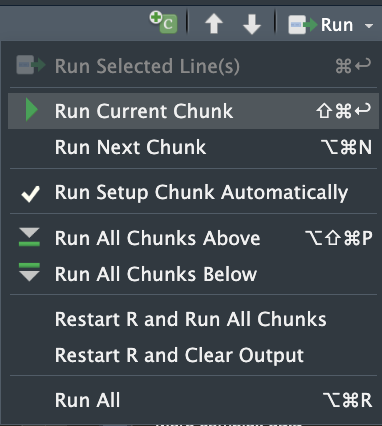 C Run
Run Selected Line(s) ⌘↩
Run Current Chunk ⇧⌘↩
Run Next Chunk ⌥⌘N
Run Setup Chunk Automatically
Run All Chunks Above ⌥⇧⌘P
Run All Chunks Below
Restart R and Run All Chunks
Restart R and Clear Output
Run All ⌥⌘R